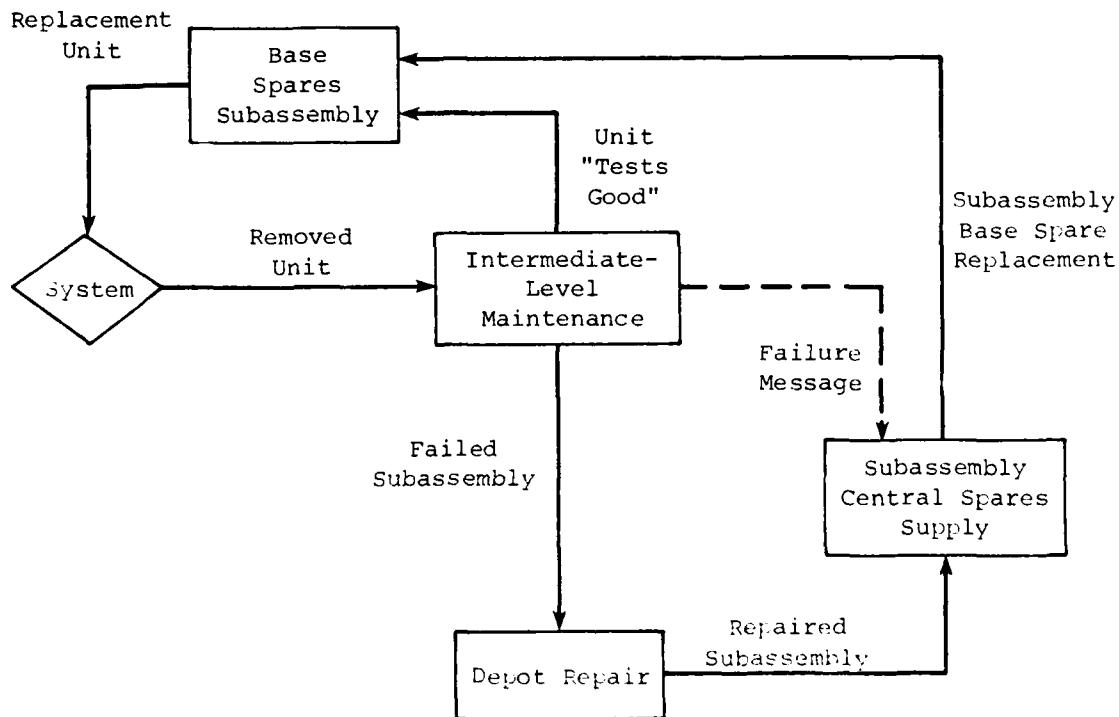 Replacement
Unit
Base
Spares
Subassembly
Unit
"Tests
Good"
Subassembly
Base Spare
Replacement
Removed
Unit
System
Intermediate-
Level
Maintenance
Failure
Message
Failed
Subassembly
Subassembly
Central Spares
Supply
Repaired
Subassembly
Depot Repair